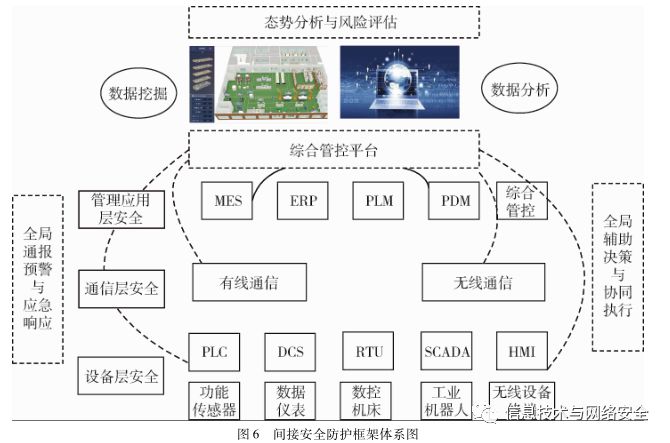 态势分析与风险评估
数据挖掘
数据分析
综合管控平台
管理应用
层安全
MES
ERP
PLM
PDM
综合
管控
全局
通报
预警
与
应急
响应
全局
辅助
决策
与
协同
执行
通信层安全
有线通信
无线通信
设备层安全
PLC
DCS
RTU
SCADA
HMI
功能
传感器
数据
仪表
数控
机床
工业
机器人
无线设备
信息技术与网络安全
图 6 间接安全防护框架体系图